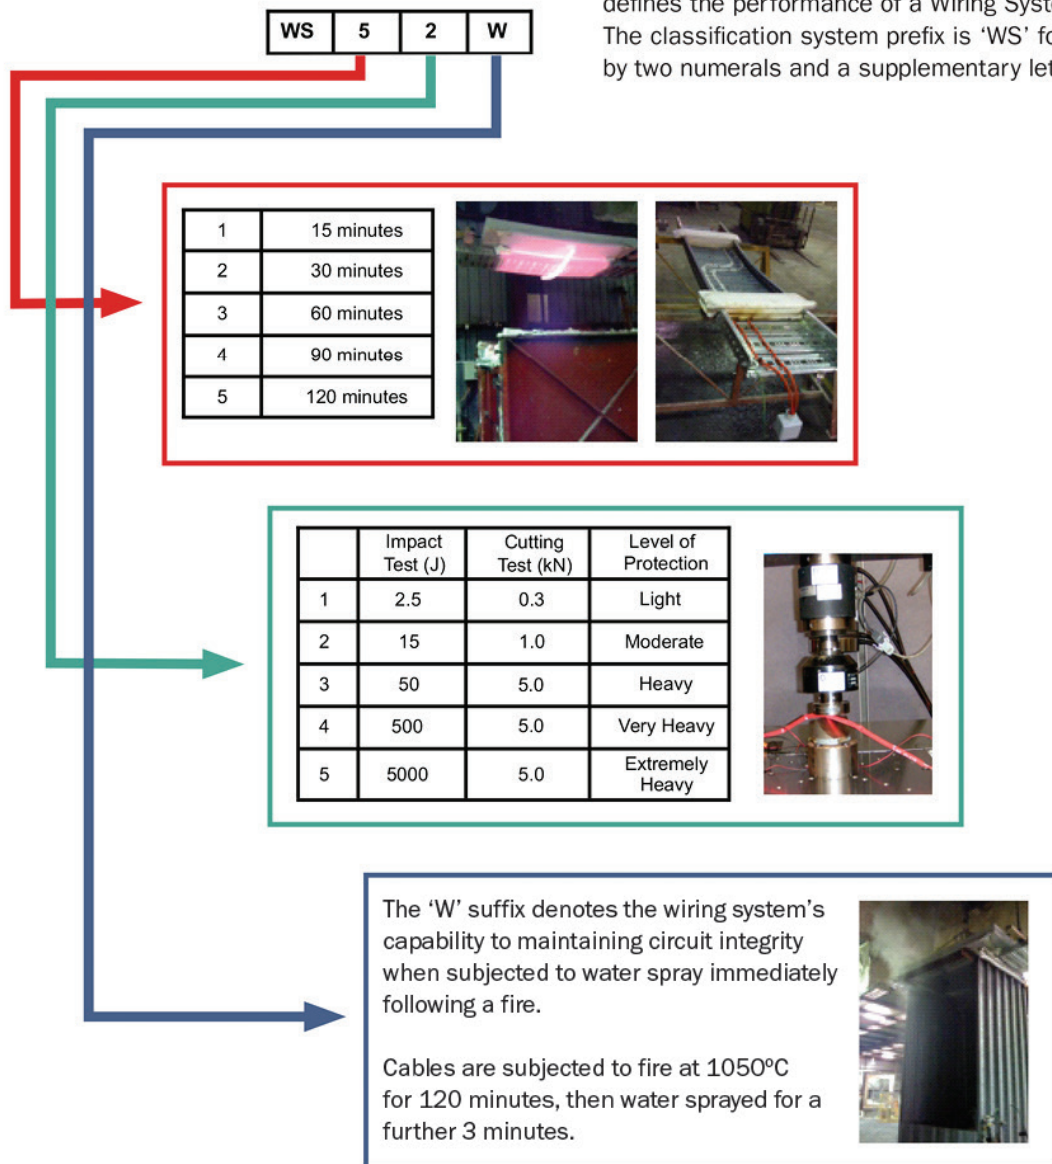 defines the performance of a Wiring Syste
The classification system prefix is ‘WS’ fo
by two numerals and a supplementary let
WS 5 2 W
1 15 minutes
2 30 minutes
3 60 minutes
4 90 minutes
5 120 minutes
Impact Test (J) Cutting Test (kN) Level of Protection
1 2.5 0.3 Light
2 15 1.0 Moderate
3 50 5.0 Heavy
4 500 5.0 Very Heavy
5 5000 5.0 Extremely Heavy
The ‘W’ suffix denotes the wiring system’s
capability to maintaining circuit integrity
when subjected to water spray immediately
following a fire.
Cables are subjected to fire at 1050ºC
for 120 minutes, then water sprayed for a
further 3 minutes.